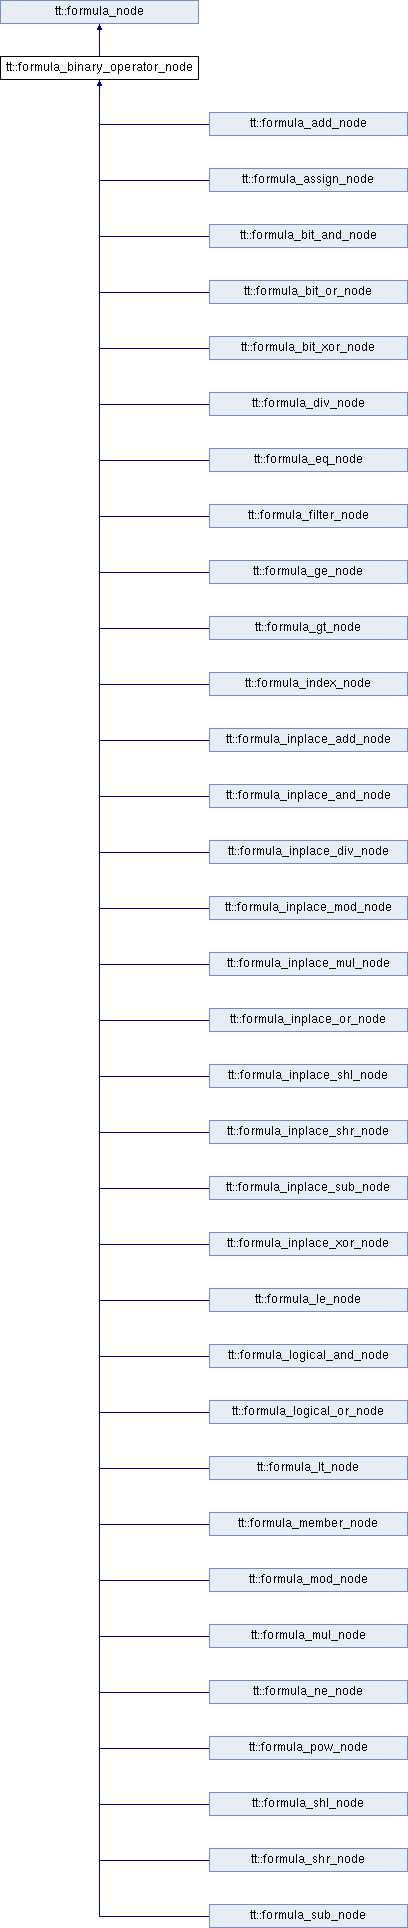 tt::formula_node
tt::formula_binary_operator_node
tt::formula_add_node
tt::formula_assign_node
tt::formula_bit_and_node
tt::formula_bit_or_node
tt::formula_bit_xor_node
tt::formula_div_node
tt::formula_eq_node
tt::formula_filter_node
tt::formula_ge_node
tt::formula_gt_node
tt::formula_index_node
tt::formula_inplace_add_node
tt::formula_inplace_and_node
tt::formula_inplace_div_node
tt::formula_inplace_mod_node
tt::formula_inplace_mul_node
tt::formula_inplace_or_node
tt::formula_inplace_shl_node
tt::formula_inplace_shr_node
tt::formula_inplace_sub_node
tt::formula_inplace_xor_node
tt::formula_le_node
tt::formula_logical_and_node
tt::formula_logical_or_node
tt::formula_lt_node
tt::formula_member_node
tt::formula_mod_node
tt::formula_mul_node
tt::formula_ne_node
tt::formula_pow_node
tt::formula_shl_node
tt::formula_shr_node
tt::formula_sub_node